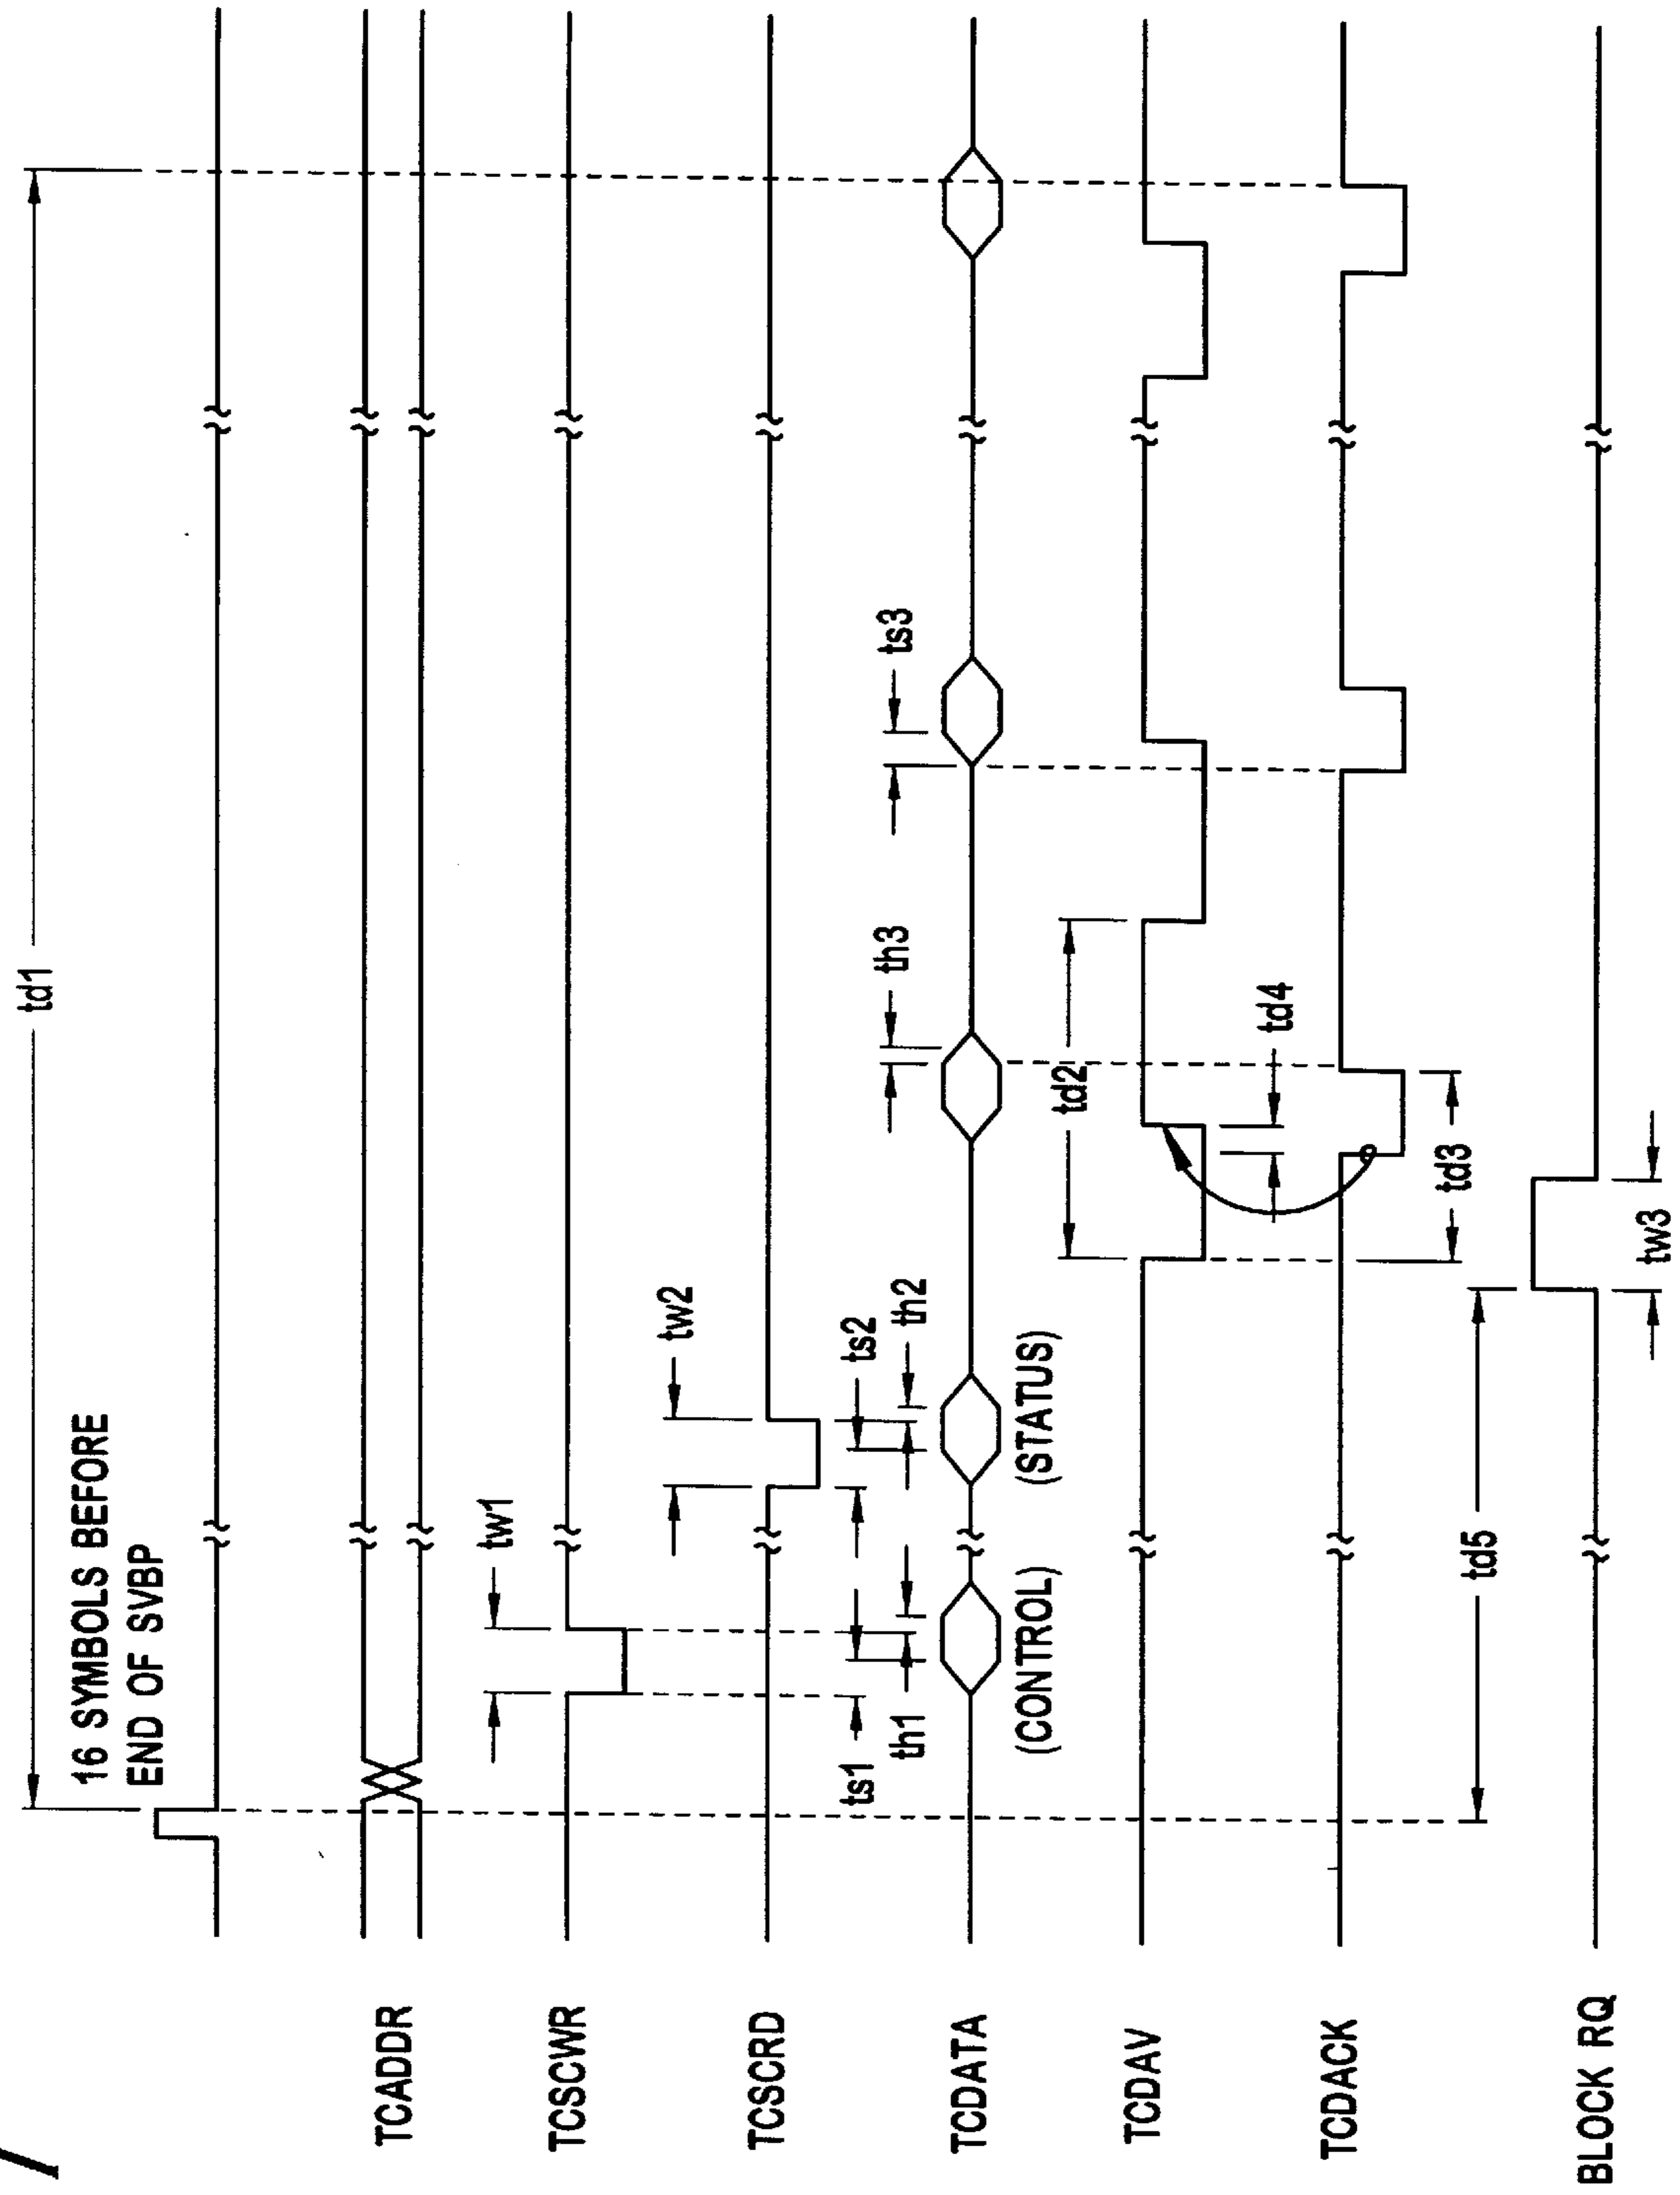 td1
16 SYMBOLS BEFORE
END OF SVBP
TCADDR
TCSCWR
tw1
TCSCRD
tw2
ts1
ts2
th1
th2
th3
ts3
TCDATA
(CONTROL)
(STATUS)
td2
TCDAV
td4
TCDACK
td3
td5
BLOCK RQ
tw3